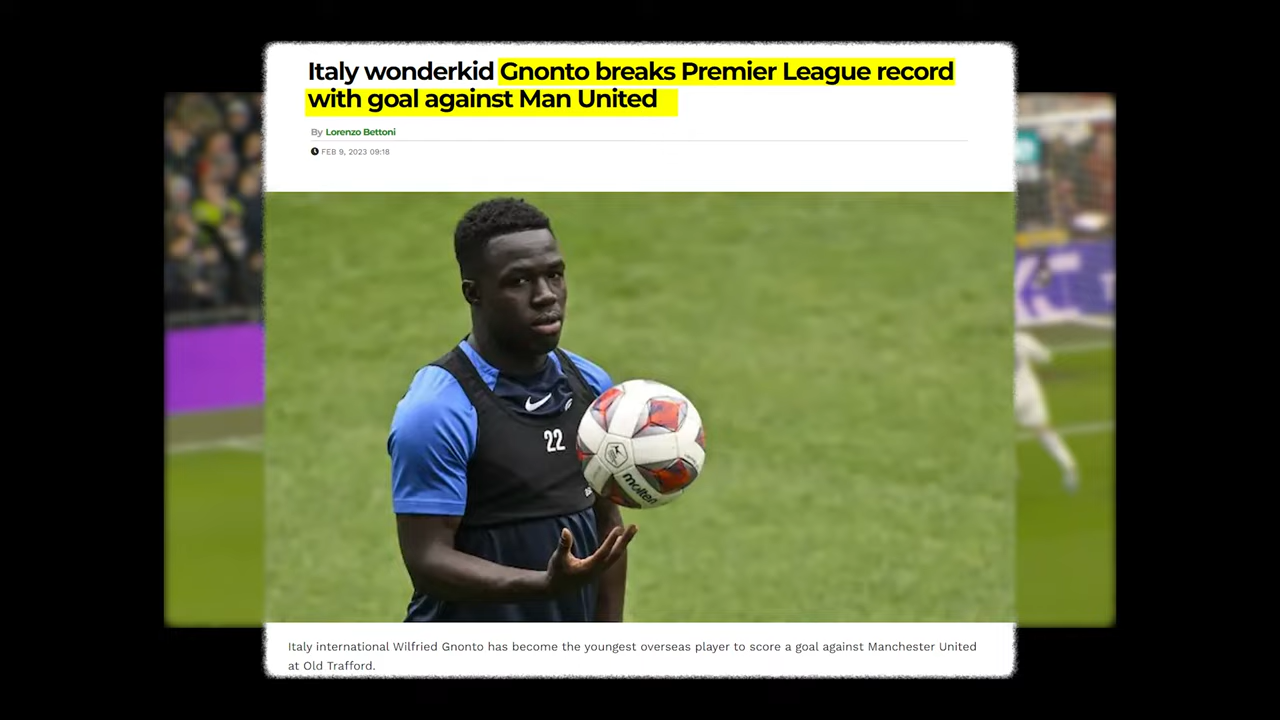 Italy wonderkid Gnonto breaks Premier League record
with goal against Man United
By Lorenzo Bettoni
FEB 9, 2023 09:18
22
molten
Italy international Wilfried Gnonto has become the youngest overseas player to score a goal against Manchester United
at Old Trafford.